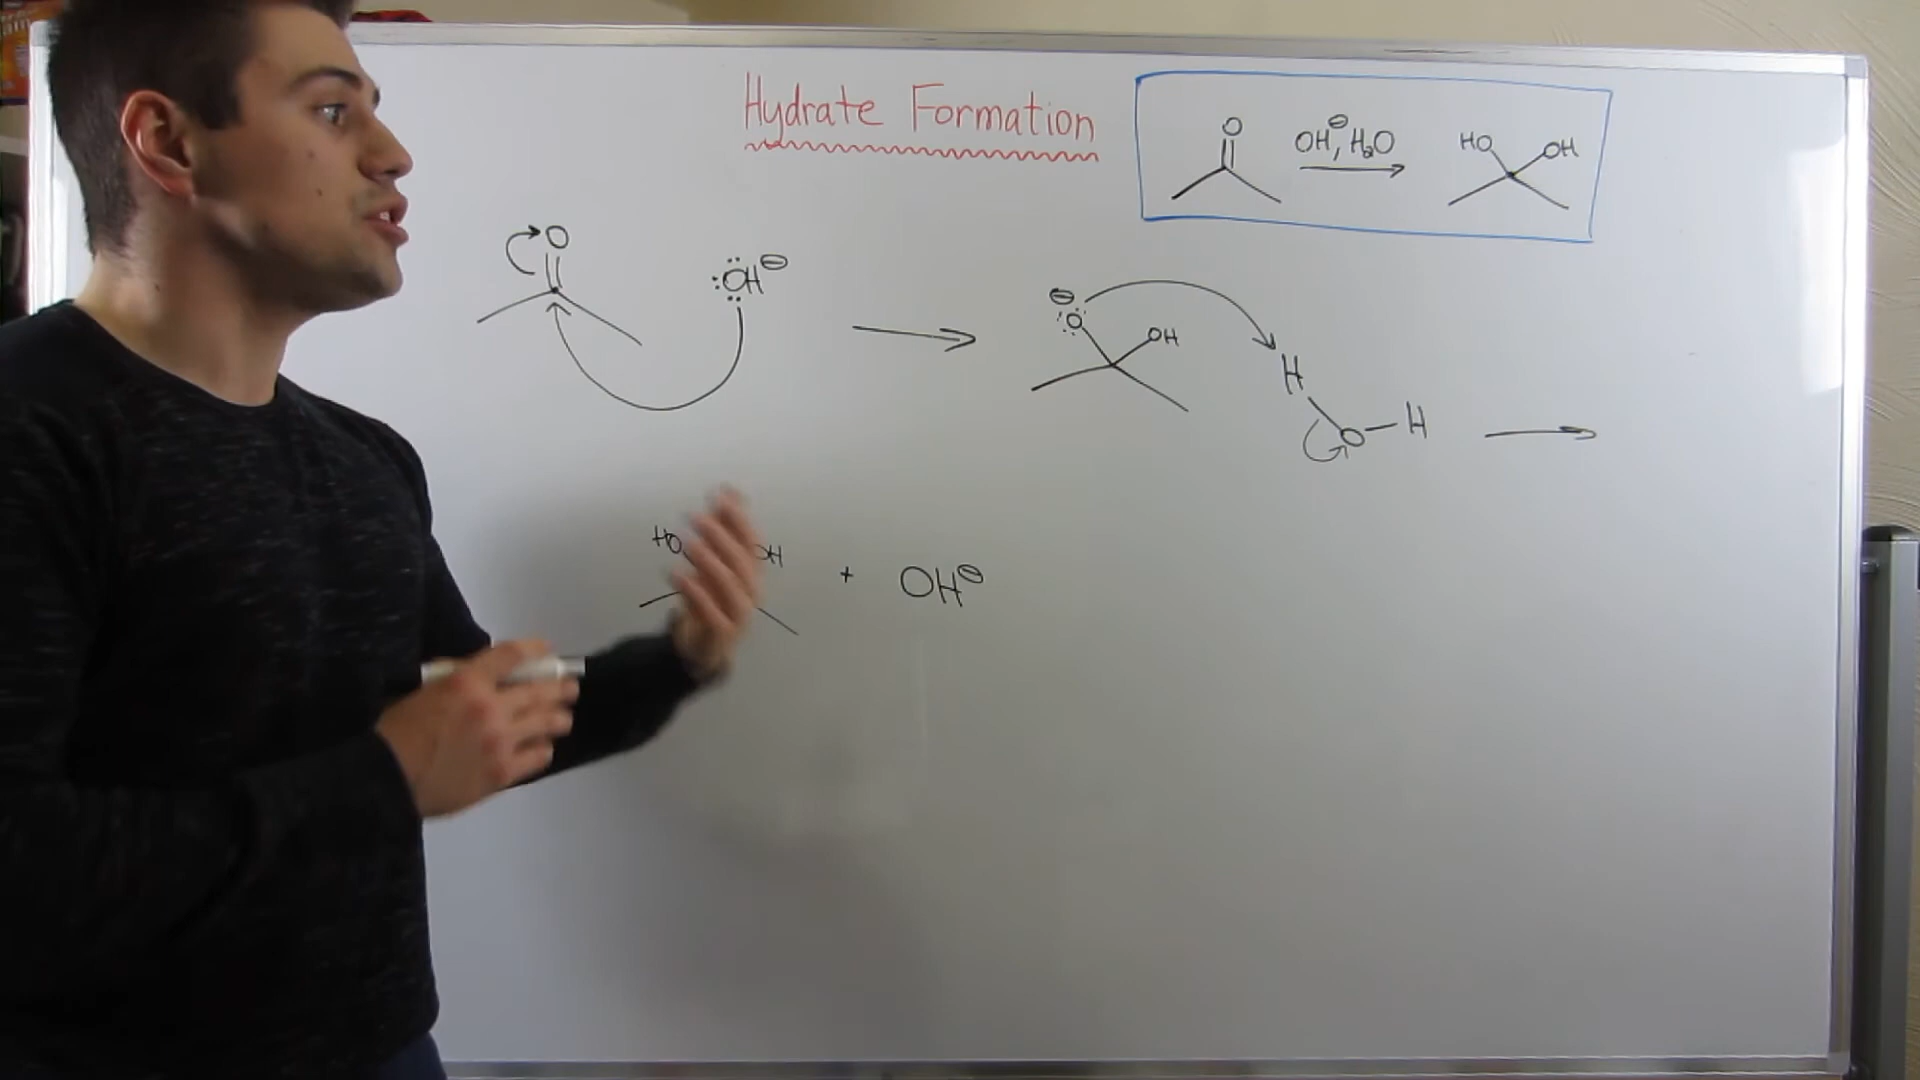 Hydrate Formation
O OH⊖, H₂O HO OH
O :ÖH⊖
⊖
:O: OH
H
O—H
HO OH + OH⊖